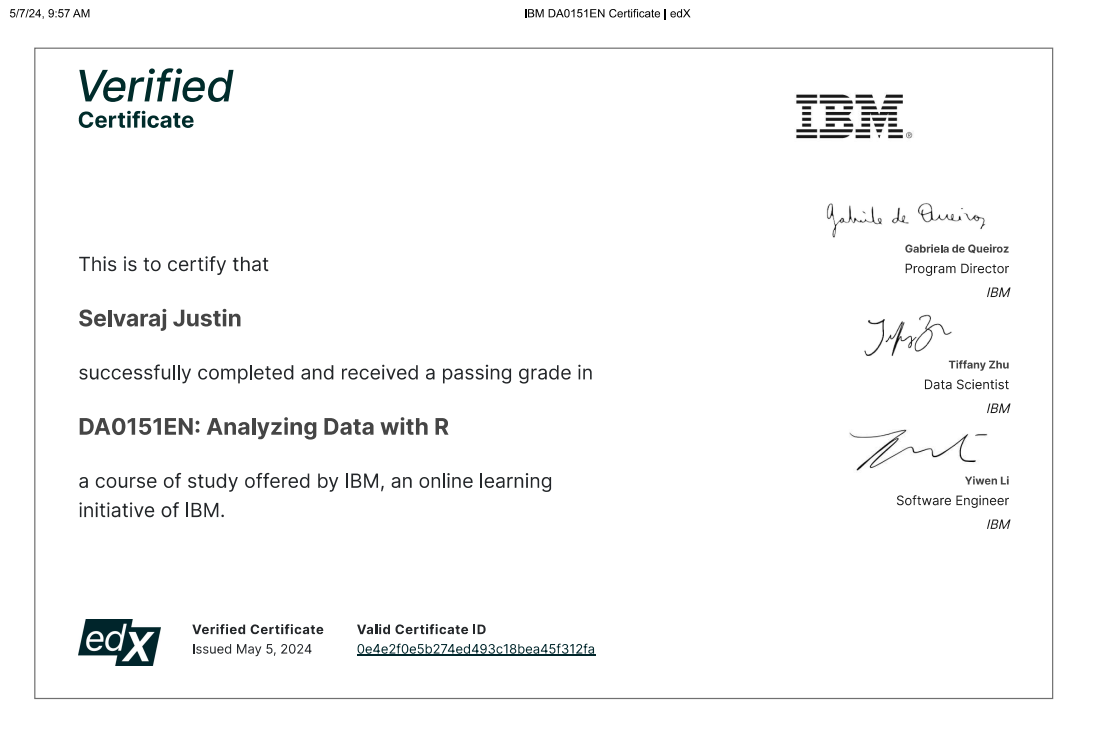 5/7/24, 9:57 AM
IBM DA0151EN Certificate | edX
Verified
Certificate
IBM®
This is to certify that
Selvaraj Justin
successfully completed and received a passing grade in
DA0151EN: Analyzing Data with R
a course of study offered by IBM, an online learning
initiative of IBM.
Gabriela de Queiroz
Gabriela de Queiroz
Program Director
IBM
Tiffany Zhu
Data Scientist
IBM
Yiwen Li
Software Engineer
IBM
edX
Verified Certificate
Issued May 5, 2024
Valid Certificate ID
0e4e2f0e5b274ed493c18bea45f312fa